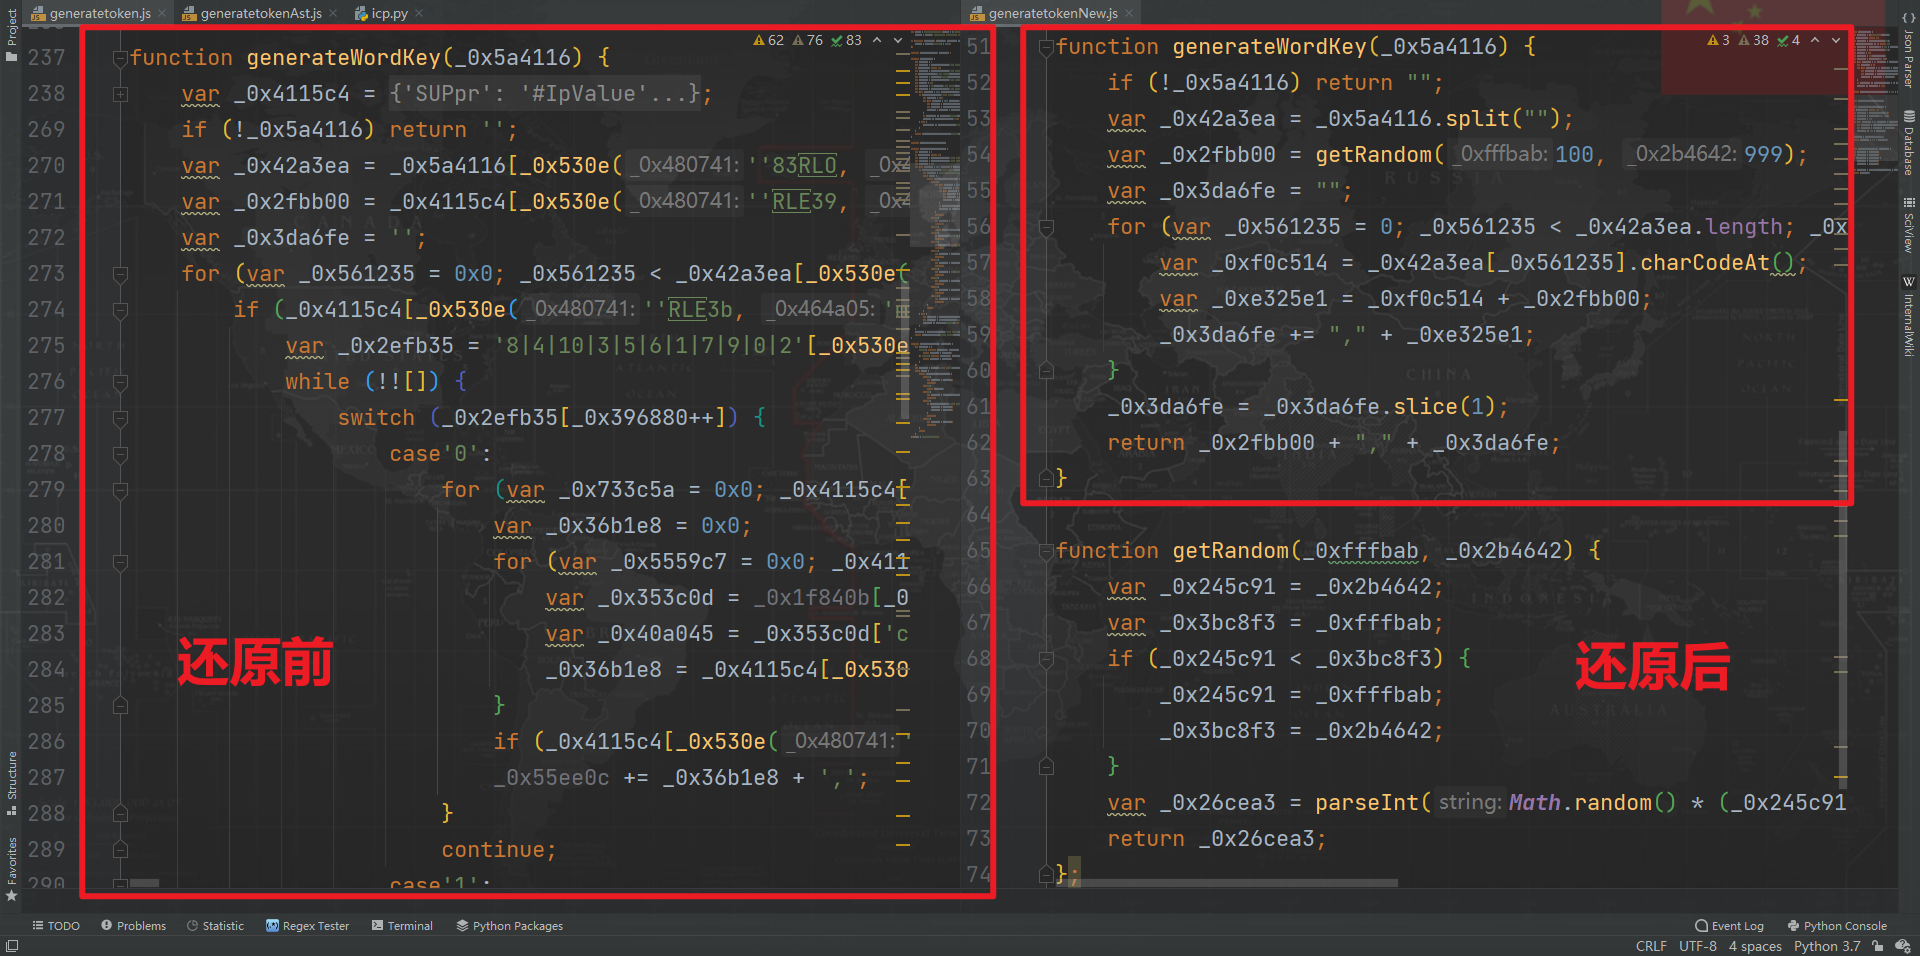 generatetoken.js
generatetokenAst.js
icp.py
generatetokenNew.js
Project
Structure
Favorites
62 76 83
237 function generateWordKey(_0x5a4116) {
238 var _0x4115c4 = {'SUPpr': '#IpValue'...};
269 if (!_0x5a4116) return '';
270 var _0x42a3ea = _0x5a4116[_0x530e( _0x480741: ''83RLO, _0x4
271 var _0x2fbb00 = _0x4115c4[_0x530e( _0x480741: ''RLE39, _0x4
272 var _0x3da6fe = '';
273 for (var _0x561235 = 0x0; _0x561235 < _0x42a3ea[_0x530e(
274 if (_0x4115c4[_0x530e( _0x480741: ''RLE3b, _0x464a05: '
275 var _0x2efb35 = '8|4|10|3|5|6|1|7|9|0|2'[_0x530e
276 while (!![]) {
277 switch (_0x2efb35[_0x396880++]) {
278 case'0':
279 for (var _0x733c5a = 0x0; _0x4115c4[
280 var _0x36b1e8 = 0x0;
281 for (var _0x5559c7 = 0x0; _0x411
282 var _0x353c0d = _0x1f840b[_0
283 var _0x40a045 = _0x353c0d['c
284 _0x36b1e8 = _0x4115c4[_0x530
285 }
286 if (_0x4115c4[_0x530e( _0x480741: '
287 _0x55ee0c += _0x36b1e8 + ',';
288 }
289 continue;
290 case'1':
还原前
3 38 4
51 function generateWordKey(_0x5a4116) {
52 if (!_0x5a4116) return "";
53 var _0x42a3ea = _0x5a4116.split("");
54 var _0x2fbb00 = getRandom( _0xfffbab: 100, _0x2b4642: 999);
55 var _0x3da6fe = "";
56 for (var _0x561235 = 0; _0x561235 < _0x42a3ea.length; _0x
57 var _0xf0c514 = _0x42a3ea[_0x561235].charCodeAt();
58 var _0xe325e1 = _0xf0c514 + _0x2fbb00;
59 _0x3da6fe += "," + _0xe325e1;
60 }
61 _0x3da6fe = _0x3da6fe.slice(1);
62 return _0x2fbb00 + "," + _0x3da6fe;
63 }
64
65 function getRandom(_0xfffbab, _0x2b4642) {
66 var _0x245c91 = _0x2b4642;
67 var _0x3bc8f3 = _0xfffbab;
68 if (_0x245c91 < _0x3bc8f3) {
69 _0x245c91 = _0xfffbab;
70 _0x3bc8f3 = _0x2b4642;
71 }
72 var _0x26cea3 = parseInt( string: Math.random() * (_0x245c91
73 return _0x26cea3;
74 };
还原后
Json Parser
Database
SciView
InternalWiki
TODO
Problems
Statistic
Regex Tester
Terminal
Python Packages
Event Log
Python Console
CRLF UTF-8 4 spaces Python 3.7